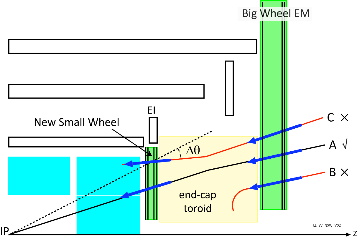 Big Wheel EM
EI
New Small Wheel
C ×
Δθ
A √
B ×
end-cap
toroid
IP
z